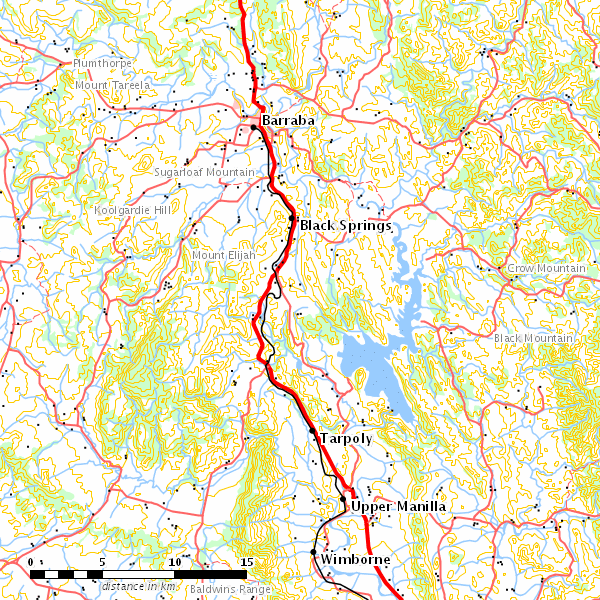 Plumthorpe
Mount Tareela
Barraba
Sugarloaf Mountain
Koolgardie Hill
Black Springs
Mount Elijah
Crow Mountain
Black Mountain
Tarpoly
Upper Manilla
Wimborne
0 5 10 15
distance in km
Baldwins Range